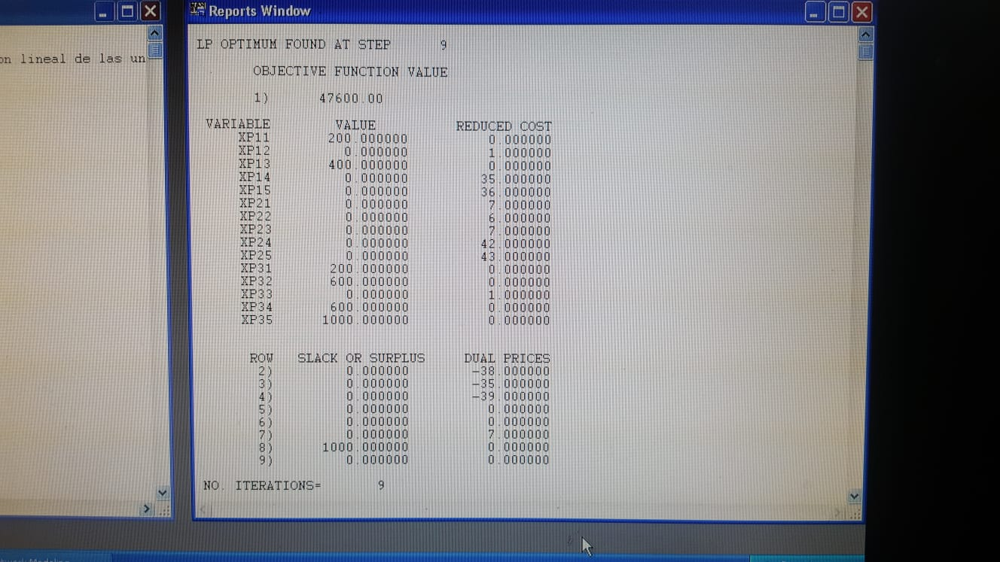 Reports Window
on lineal de las un
LP OPTIMUM FOUND AT STEP 9
OBJECTIVE FUNCTION VALUE
1) 47600.00
VARIABLE VALUE REDUCED COST
XP11 200.000000 0.000000
XP12 0.000000 1.000000
XP13 400.000000 0.000000
XP14 0.000000 35.000000
XP15 0.000000 36.000000
XP21 0.000000 7.000000
XP22 0.000000 6.000000
XP23 0.000000 7.000000
XP24 0.000000 42.000000
XP25 0.000000 43.000000
XP31 200.000000 0.000000
XP32 600.000000 0.000000
XP33 0.000000 1.000000
XP34 600.000000 0.000000
XP35 1000.000000 0.000000
ROW SLACK OR SURPLUS DUAL PRICES
2) 0.000000 -38.000000
3) 0.000000 -35.000000
4) 0.000000 -39.000000
5) 0.000000 0.000000
6) 0.000000 0.000000
7) 0.000000 7.000000
8) 1000.000000 0.000000
9) 0.000000 0.000000
NO. ITERATIONS= 9